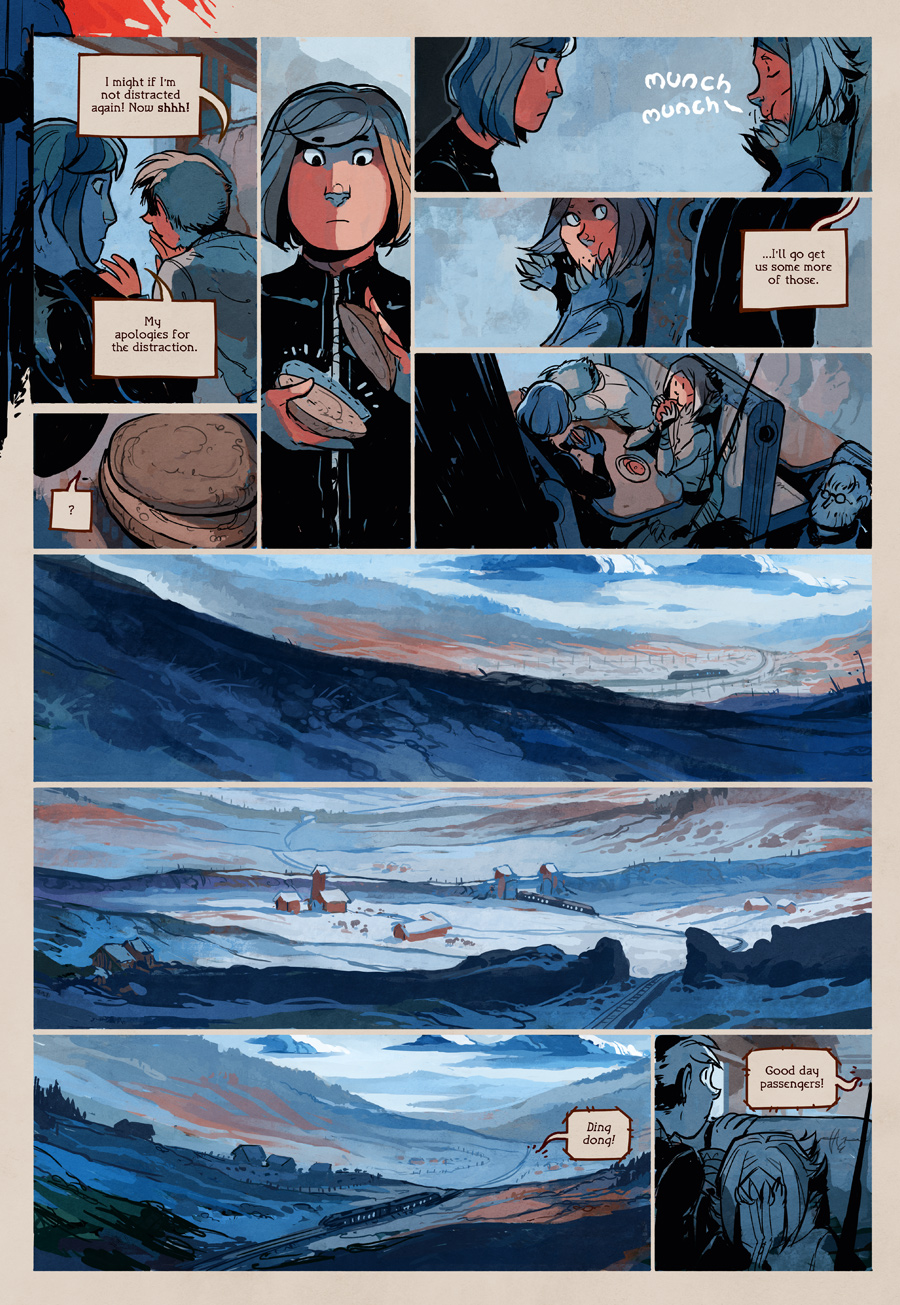 I might if I'm
not distracted
again! Now shhh!
My
apologies for
the distraction.
?
munch
munch
...I'll go get
us some more
of those.
Ding
dong!
Good day
passengers!